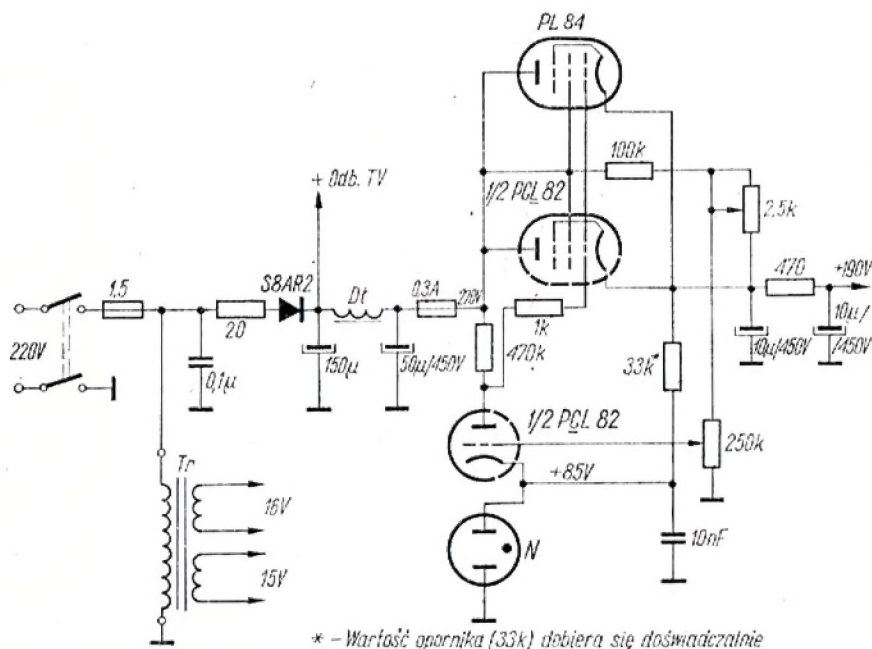 PL 84
100k
+ Odb. TV
1/2 PCL 82
2,5k
1,5
S8AR2
Dł
0,3A
220V
470
+190V
220V
20
1k
470k
0,1µ
150µ
50µ/450V
33k*
10µ/450V
10µ/
/450V
1/2 PCL 82
250k
+85V
Tr
16V
N
10nF
15V
* - Wartość opornika (33k) dobiera się doświadczalnie